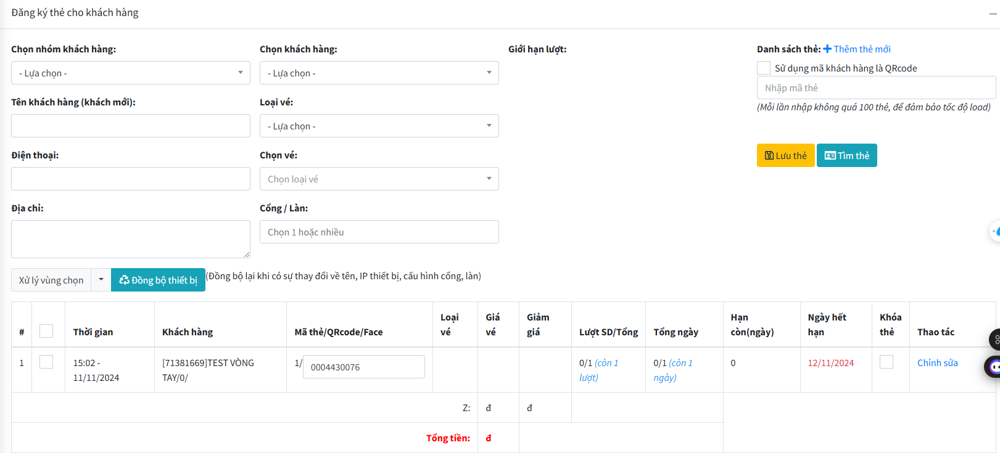 Đăng ký thẻ cho khách hàng
Chọn nhóm khách hàng:
- Lựa chọn -
Chọn khách hàng:
- Lựa chọn -
Giới hạn lượt:
Danh sách thẻ: Thêm thẻ mới
Sử dụng mã khách hàng là QRcode
Nhập mã thẻ
(Mỗi lần nhập không quá 100 thẻ, để đảm bảo tốc độ load)
Tên khách hàng (khách mới):
Loại vé:
- Lựa chọn -
Điện thoại:
Chọn vé:
Chọn loại vé
Lưu thẻ
Tìm thẻ
Địa chỉ:
Cổng / Làn:
Chọn 1 hoặc nhiều
Xử lý vùng chọn
Đồng bộ thiết bị
(Đồng bộ lại khi có sự thay đổi về tên, IP thiết bị, cấu hình cổng, làn)
#
Thời gian
Khách hàng
Mã thẻ/QRcode/Face
Loại
vé
Giá
vé
Giảm
giá
Lượt SD/Tổng
Tổng ngày
Hạn
còn(ngày)
Ngày hết
hạn
Khóa
thẻ
Thao tác
1
15:02 -
11/11/2024
[71381669]TEST VÒNG
TAY/0/
1/
0004430076
0/1 (còn 1
lượt)
0/1 (còn 1
ngày)
0
12/11/2024
Chỉnh sửa
Z:
đ
đ
Tổng tiền:
đ